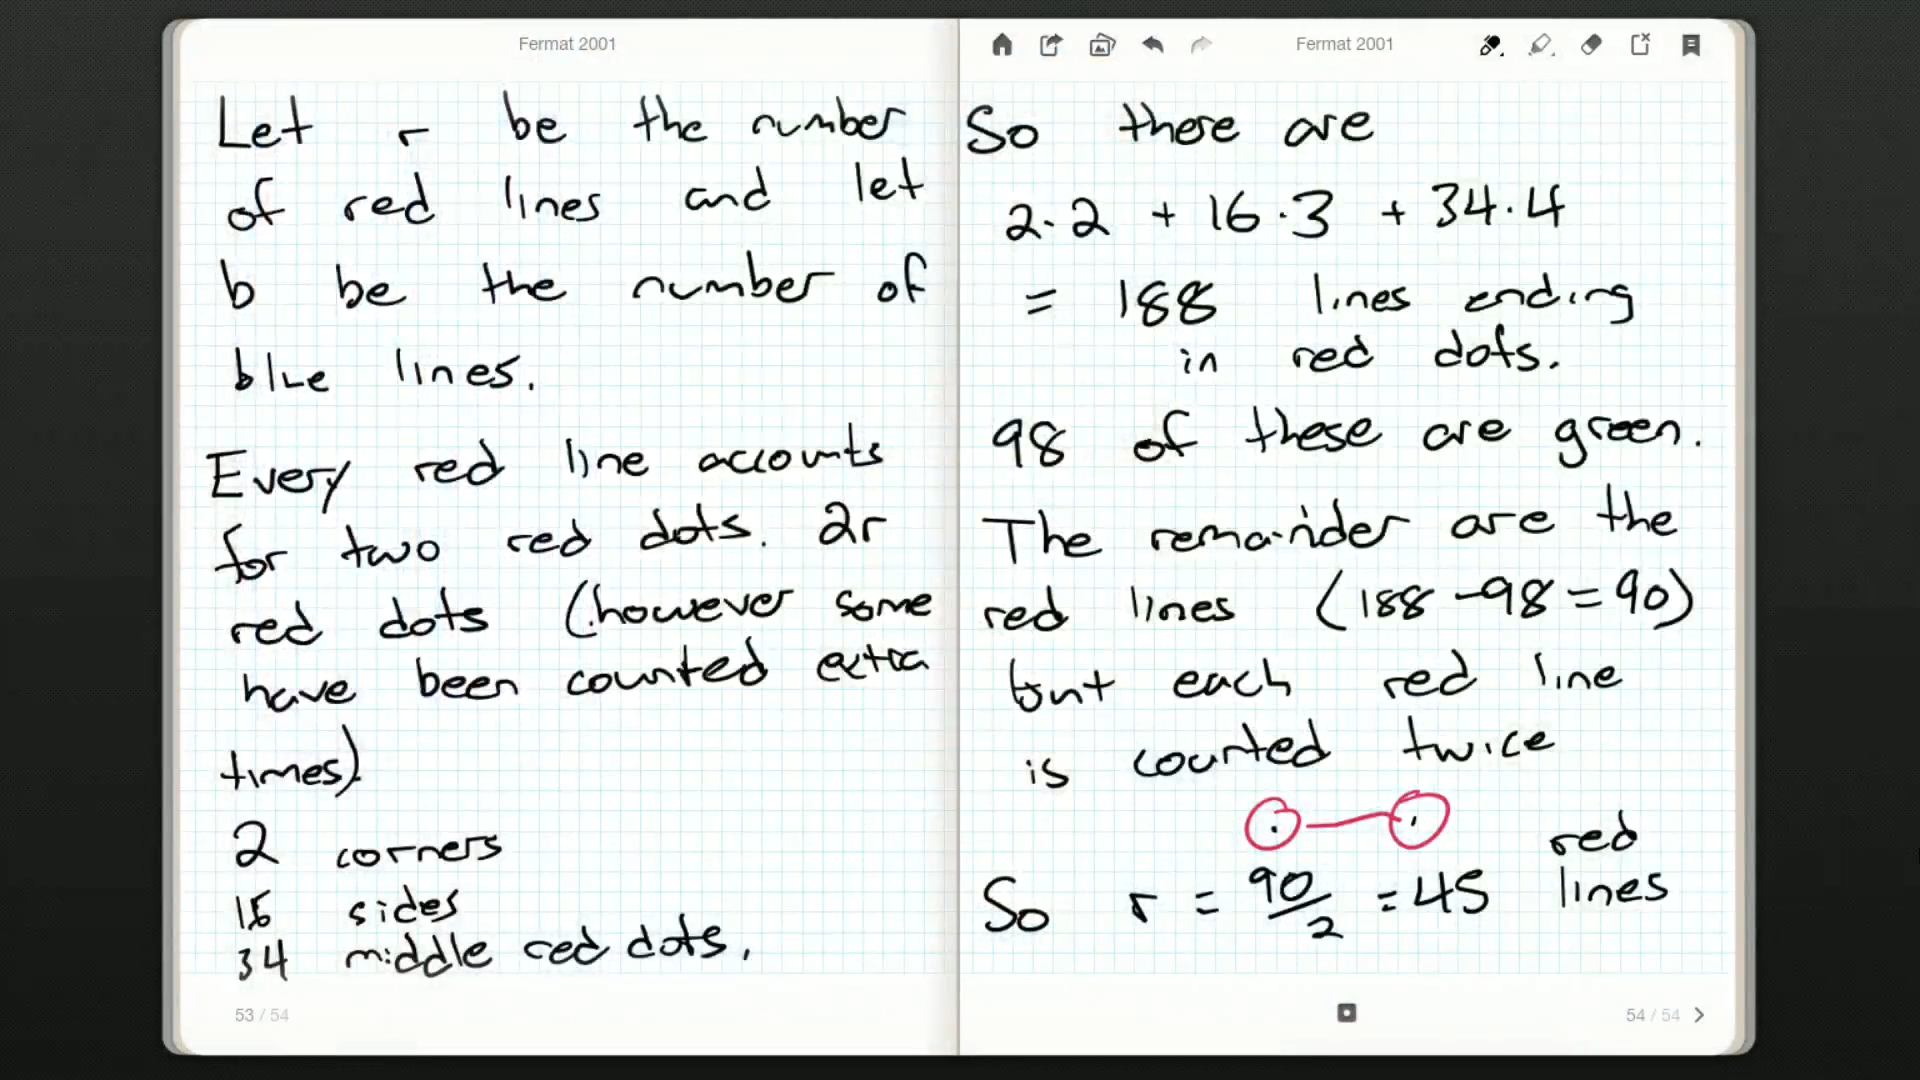 Fermat 2001
Let r be the number
of red lines and let
b be the number of
blue lines.
Every red line accounts
for two red dots. 2r
red dots (however some
have been counted extra
times)
2 corners
16 sides
34 middle red dots.
53 / 54
Fermat 2001
So there are
2·2 + 16·3 + 34·4
= 188 lines ending
in red dots.
98 of these are green.
The remainder are the
red lines (188-98=90)
but each red line
is counted twice
So r = 90/2 = 45 red
lines
54 / 54